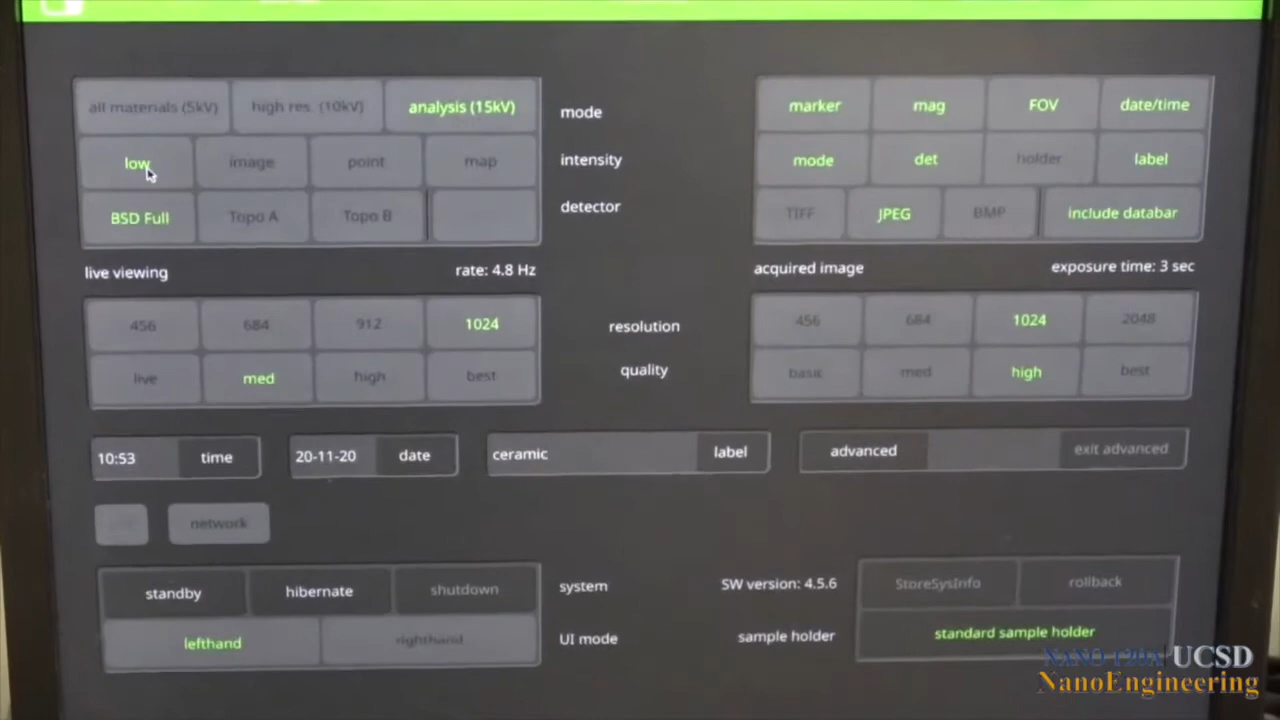 all materials (5kV) high res. (10kV) analysis (15kV) mode
low image point map intensity
BSD Full Topo A Topo B detector
marker mag FOV date/time
mode det holder label
TIFF JPEG BMP include databar
live viewing rate: 4.8 Hz
acquired image exposure time: 3 sec
456 684 912 1024 resolution 456 684 1024 2048
live med high best quality basic med high best
10:53 time 20-11-20 date ceramic label advanced exit advanced
network
standby hibernate shutdown system SW version: 4.5.6 StoreSysInfo rollback
lefthand righthand UI mode sample holder standard sample holder
NANO 120A UCSD
NanoEngineering